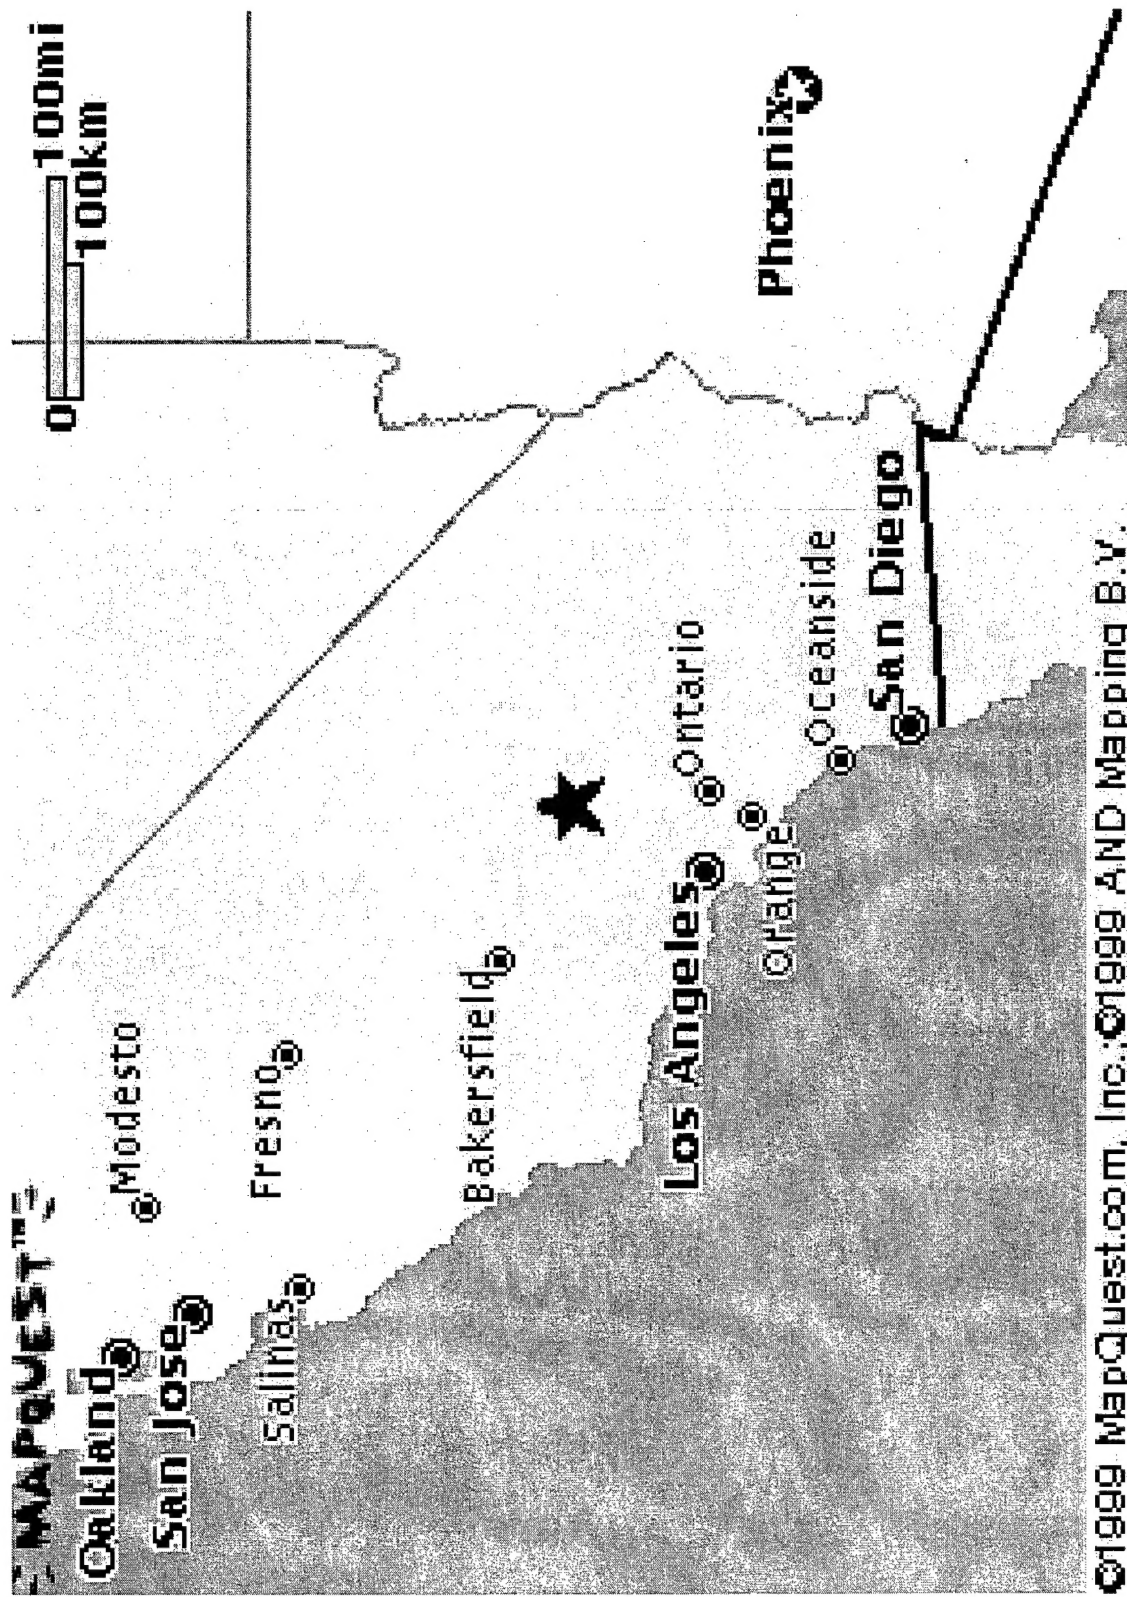 MAPQUEST™
0
100mi
100km
Oakland
Modesto
San Jose
Fresno
Salinas
Bakersfield
Los Angeles
Ontario
Orange
Phoenix
Oceanside
San Diego
©1999 MapQuest.com, Inc.;©1999 AND Mapping B.V.